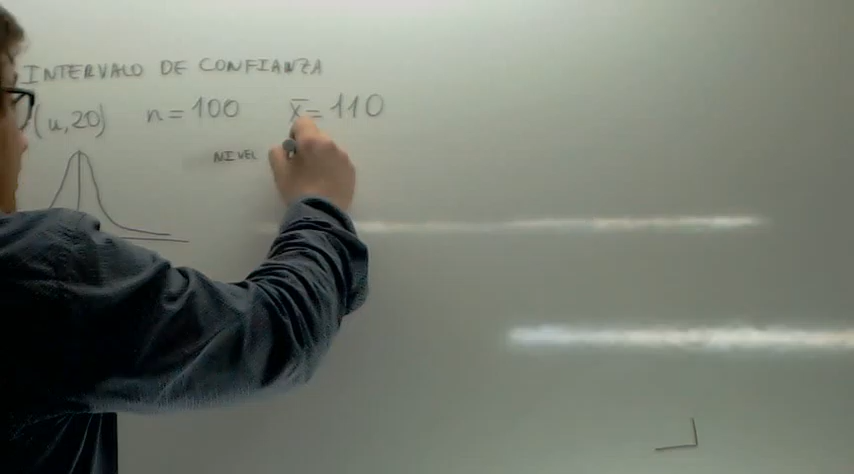 INTERVALO DE CONFIANZA
(u,20) n=100 x̄=110
NIVEL